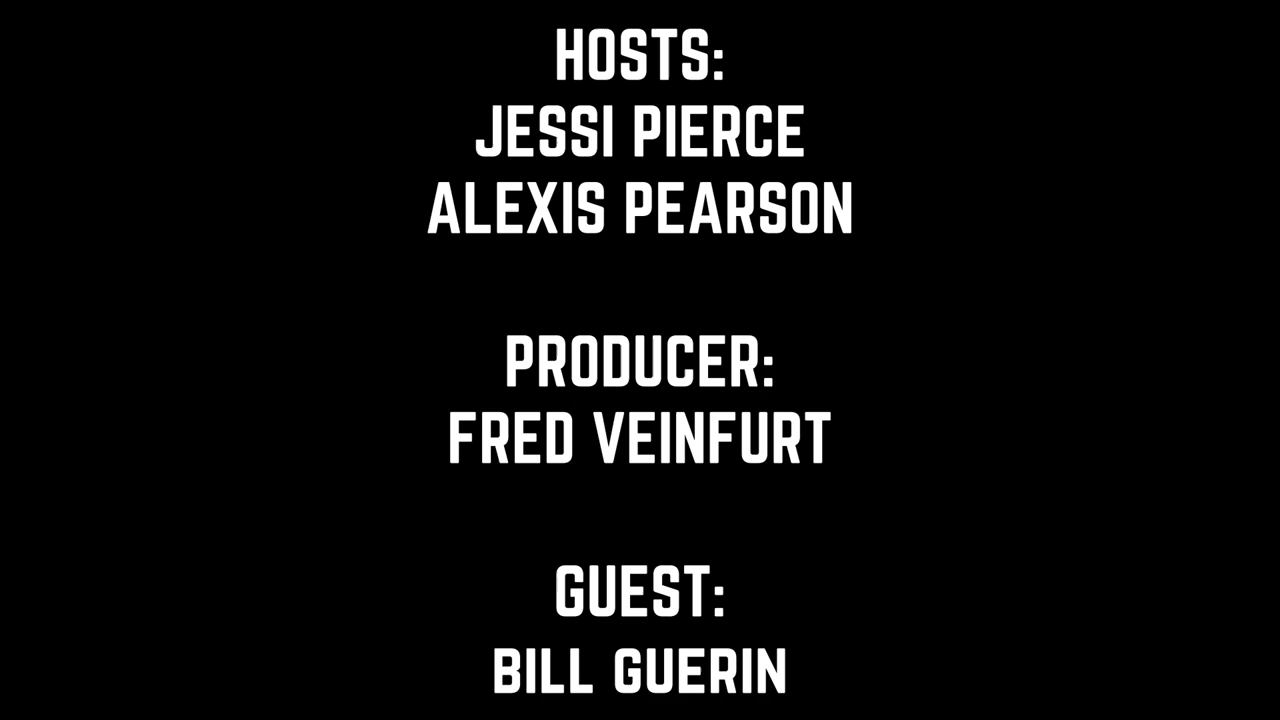 HOSTS:
JESSI PIERCE
ALEXIS PEARSON
PRODUCER:
FRED VEINFURT
GUEST:
BILL GUERIN